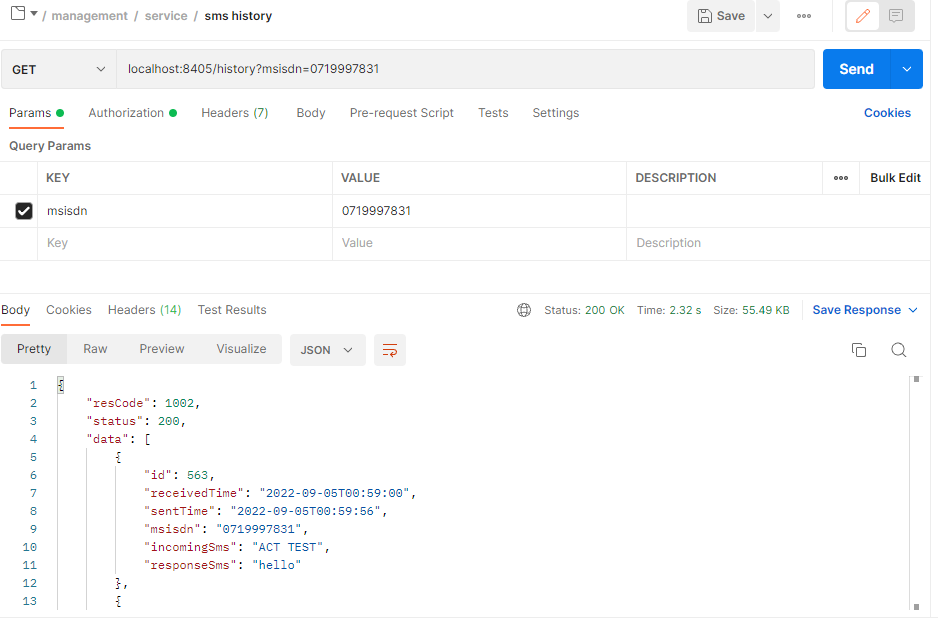 / management / service / sms history
Save
GET
localhost:8405/history?msisdn=0719997831
Send
Params
Authorization
Headers (7)
Body
Pre-request Script
Tests
Settings
Cookies
Query Params
KEY
VALUE
DESCRIPTION
Bulk Edit
msisdn
0719997831
Key
Value
Description
Body
Cookies
Headers (14)
Test Results
Status: 200 OK
Time: 2.32 s
Size: 55.49 KB
Save Response
Pretty
Raw
Preview
Visualize
JSON
1 {
2 "resCode": 1002,
3 "status": 200,
4 "data": [
5 {
6 "id": 563,
7 "receivedTime": "2022-09-05T00:59:00",
8 "sentTime": "2022-09-05T00:59:56",
9 "msisdn": "0719997831",
10 "incomingSms": "ACT TEST",
11 "responseSms": "hello"
12 },
13 {